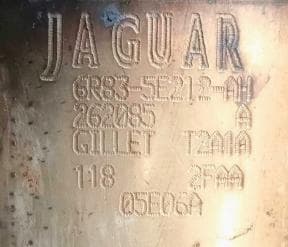 JAGUAR
6R83-5E212-AH
262085 A
GILLET T2A1A
118 2FAA
05E06A